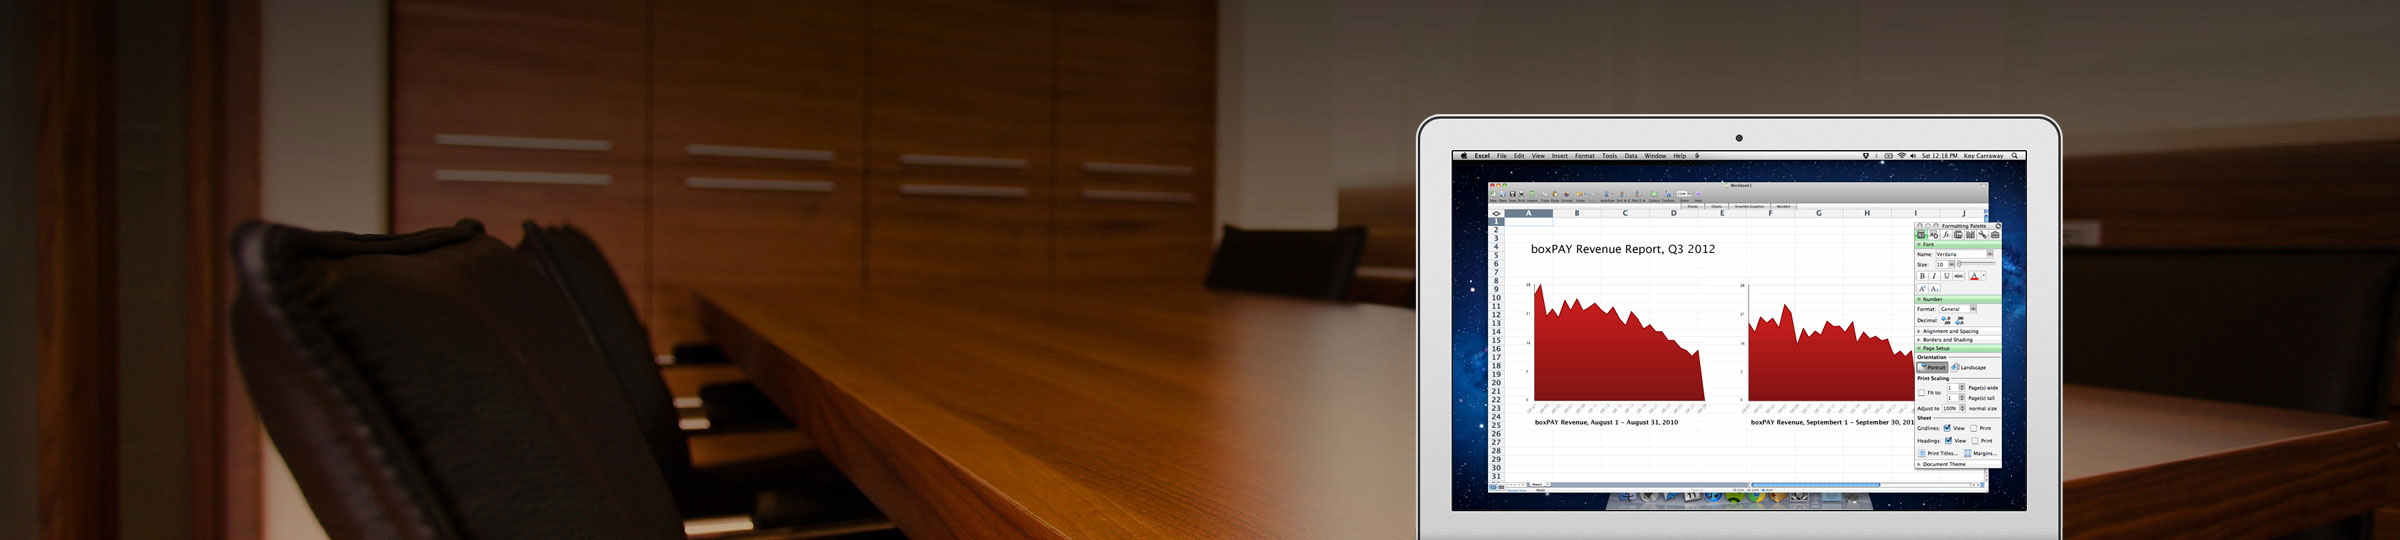 Excel File Edit View Insert Format Tools Data Window Help
Sat 12:18 PM Koy Carraway
Workbook1
A B C D E F G H I J
1
2
3
4
5
6
7
8
9
10
11
12
13
14
15
16
17
18
19
20
21
22
23
24
25
26
27
28
29
30
31
boxPAY Revenue Report, Q3 2012
boxPAY Revenue, August 1 - August 31, 2010
boxPAY Revenue, Septembert 1 - September 30, 201
Formatting Palette
Font
Name: Verdana
Size: 10
B I U ABC A
Number
Format: General
Decimal:
Alignment and Spacing
Borders and Shading
Page Setup
Orientation
Portrait Landscape
Print Scaling
Fit to: 1 Page(s) wide
1 Page(s) tall
Adjust to 100% normal size
Sheet
Gridlines: View Print
Headings: View Print
Print Titles... Margins...
Document Theme